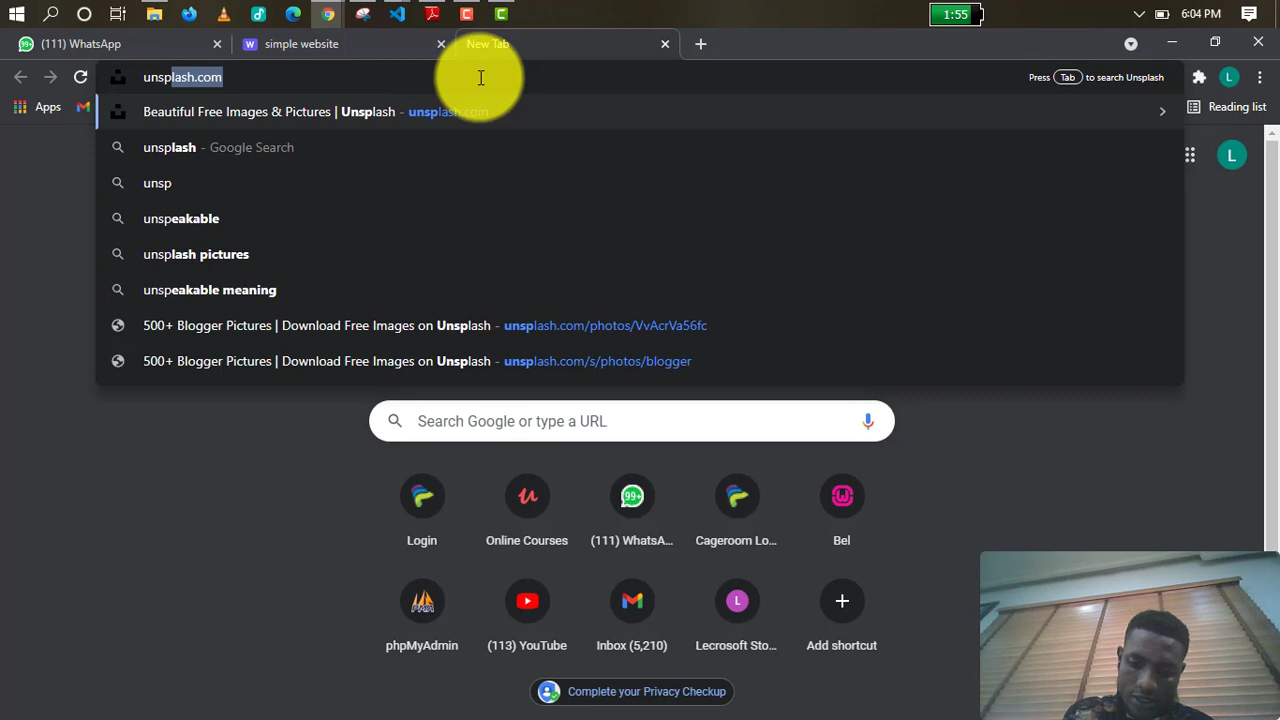 1:55
6:04 PM
(111) WhatsApp
simple website
New Tab
unsplash.com
Press Tab to search Unsplash
L
Apps
Reading list
Beautiful Free Images & Pictures | Unsplash - unsplash.com
unsplash - Google Search
unsp
unspeakable
unsplash pictures
unspeakable meaning
500+ Blogger Pictures | Download Free Images on Unsplash - unsplash.com/photos/VvAcrVa56fc
500+ Blogger Pictures | Download Free Images on Unsplash - unsplash.com/s/photos/blogger
L
Search Google or type a URL
99+
Login
Online Courses
(111) WhatsA...
Cageroom Lo...
Bel
PMA
L
phpMyAdmin
(113) YouTube
Inbox (5,210)
Lecrosoft Sto...
Add shortcut
Complete your Privacy Checkup